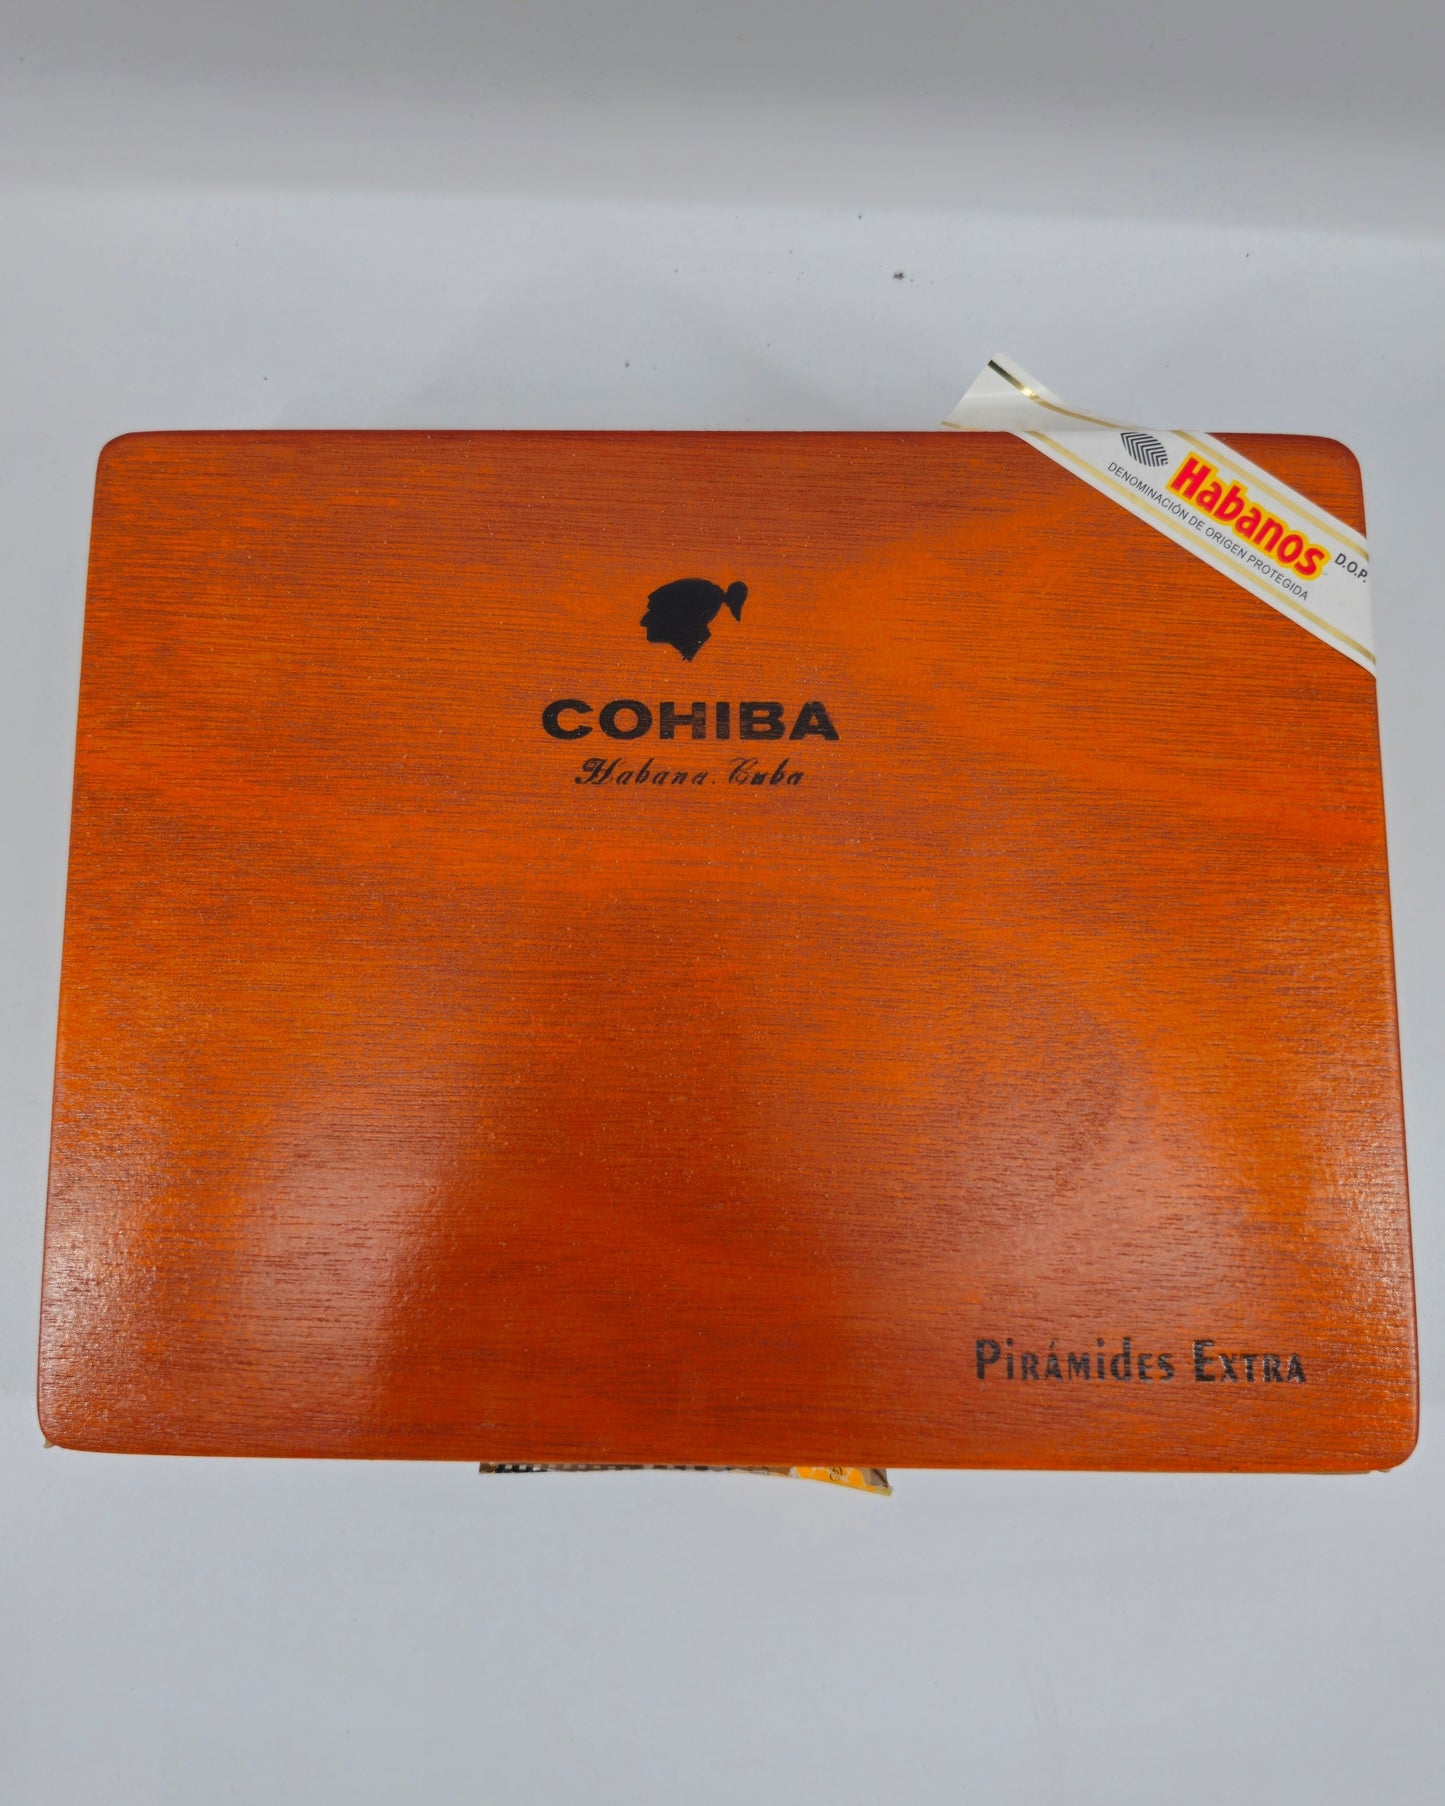 Habanos D.O.P.
DENOMINACIÓN DE ORIGEN PROTEGIDA
COHIBA
Habana. Cuba
PIRÁMIDES EXTRA